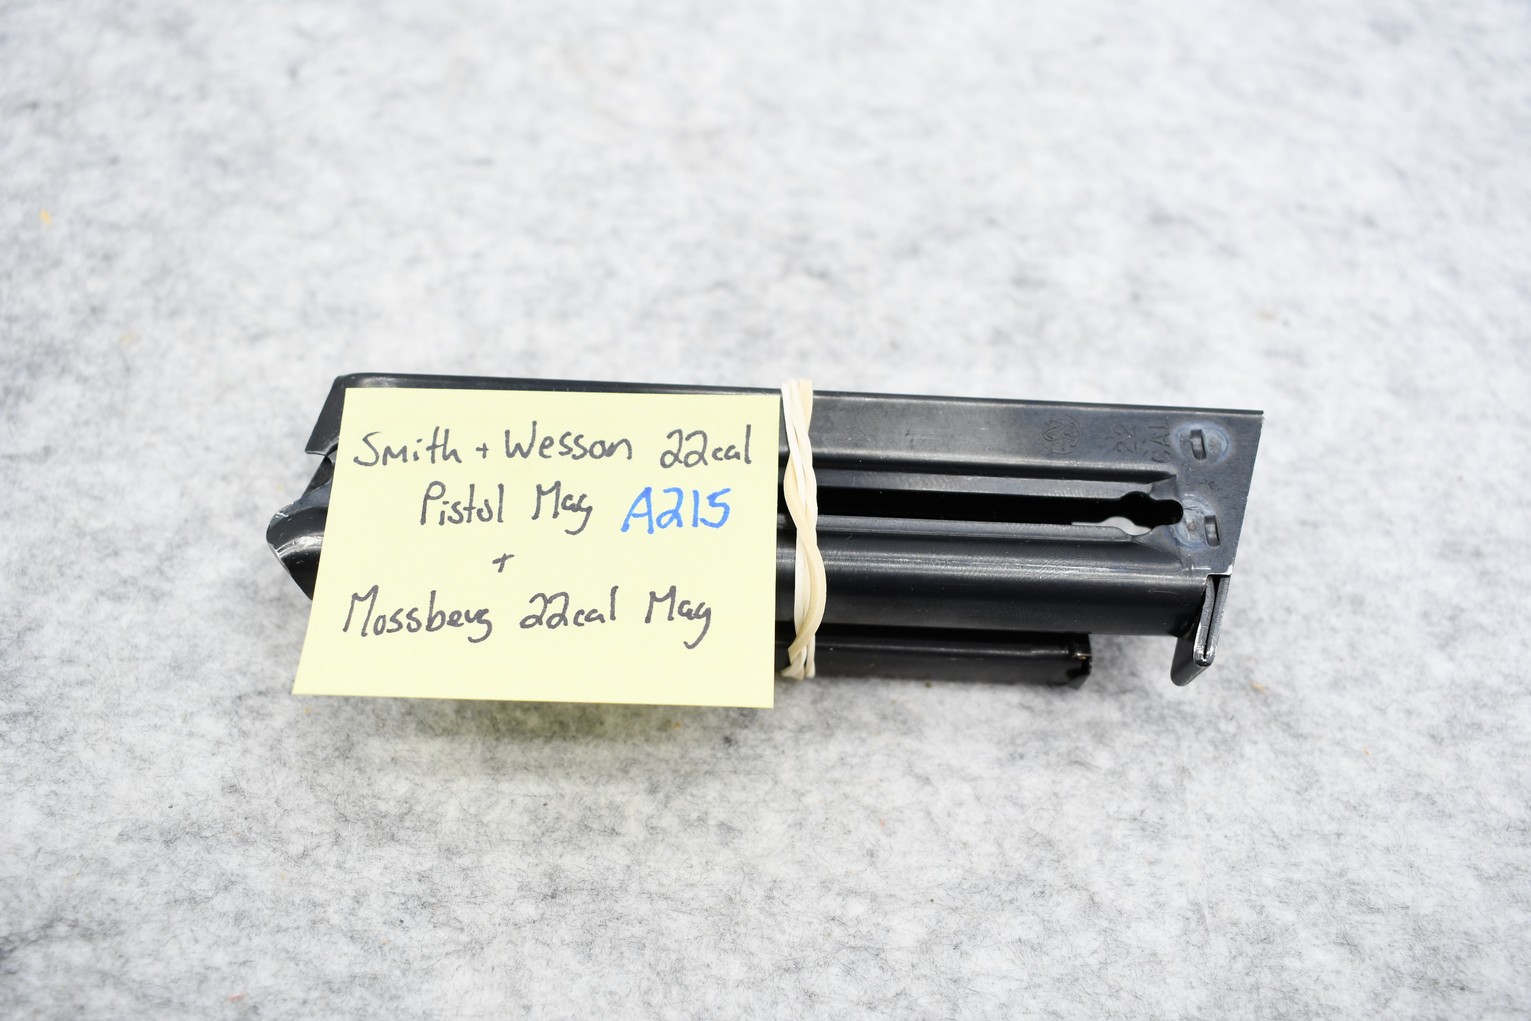 Smith + Wesson 22cal
Pistol Mag A215
+
Mossberg 22cal Mag
22
CAL